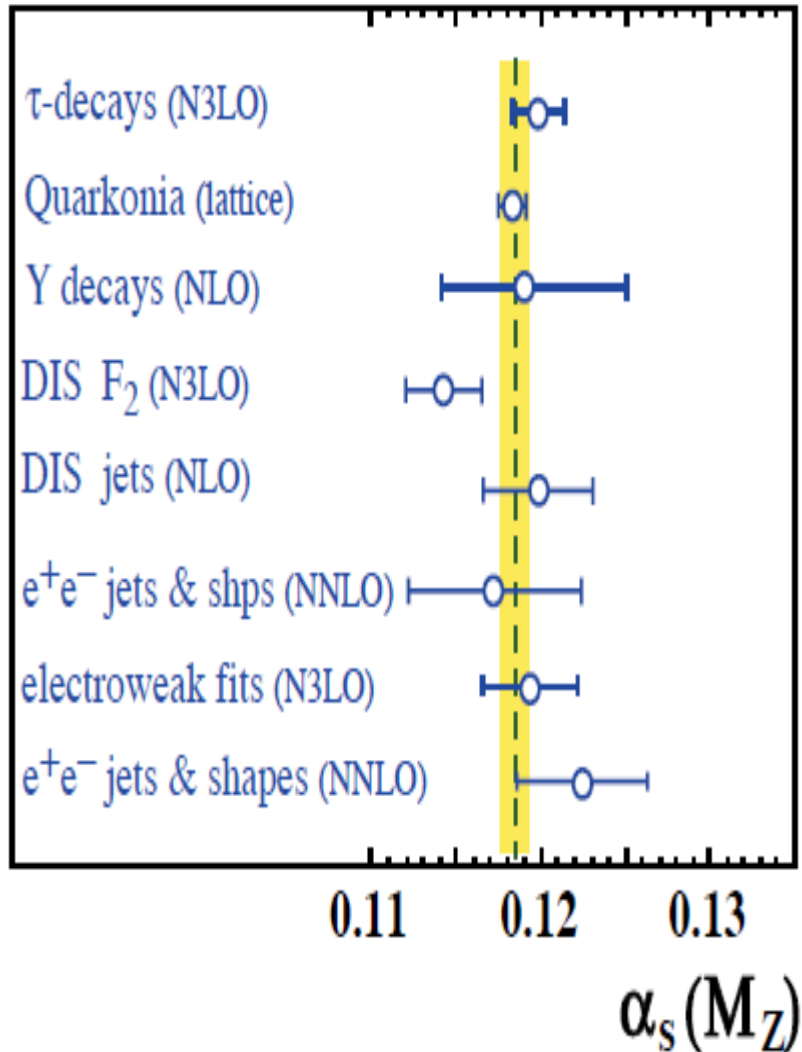 τ-decays (N3LO)
Quarkonia (lattice)
Υ decays (NLO)
DIS F₂ (N3LO)
DIS jets (NLO)
e⁺e⁻ jets & shps (NNLO)
electroweak fits (N3LO)
e⁺e⁻ jets & shapes (NNLO)
0.11 0.12 0.13
αₛ(M_Z)